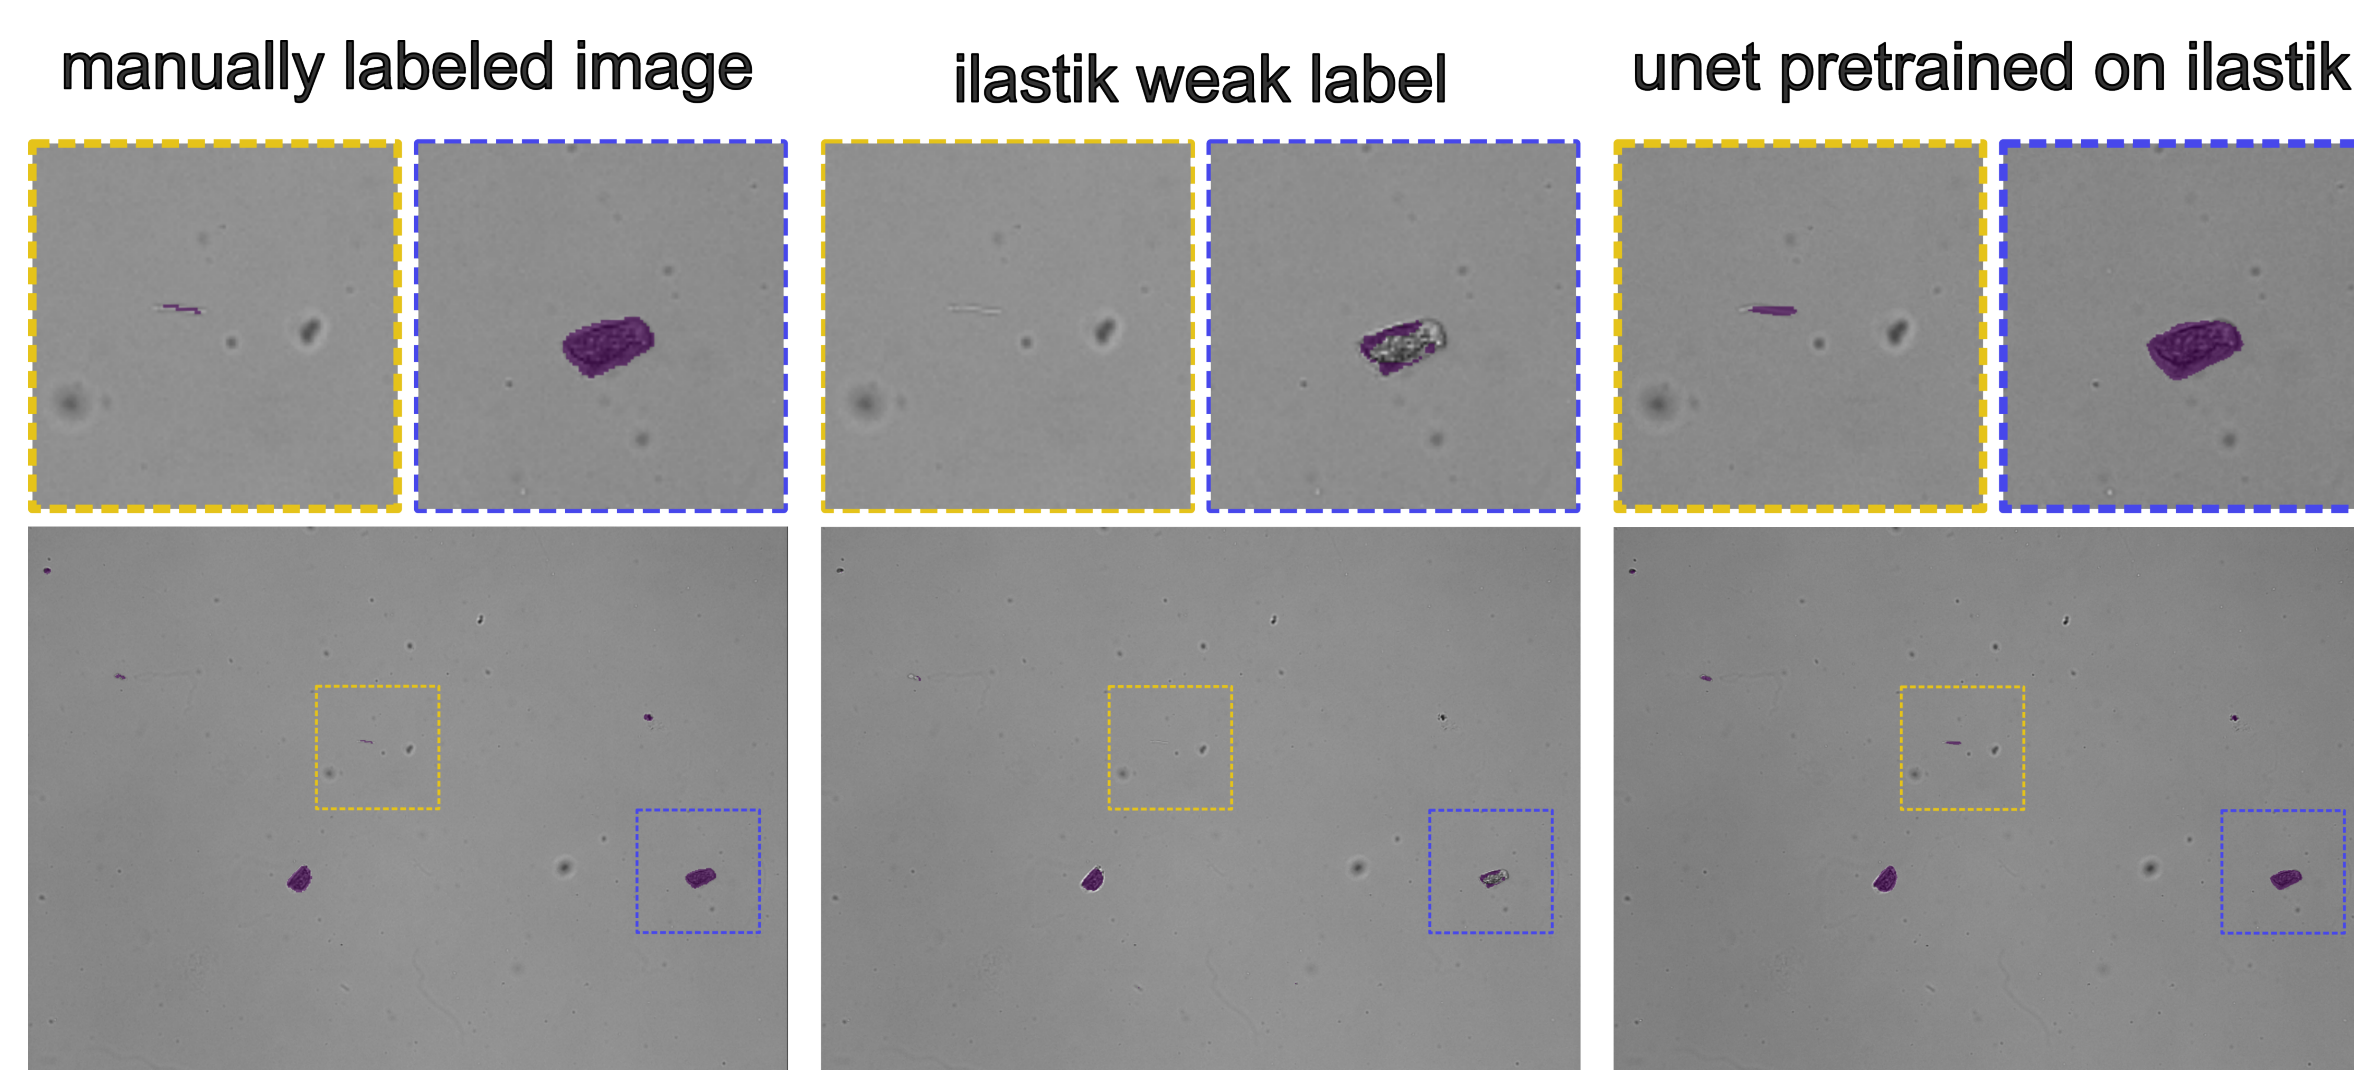 manually labeled image
ilastik weak label
unet pretrained on ilastik